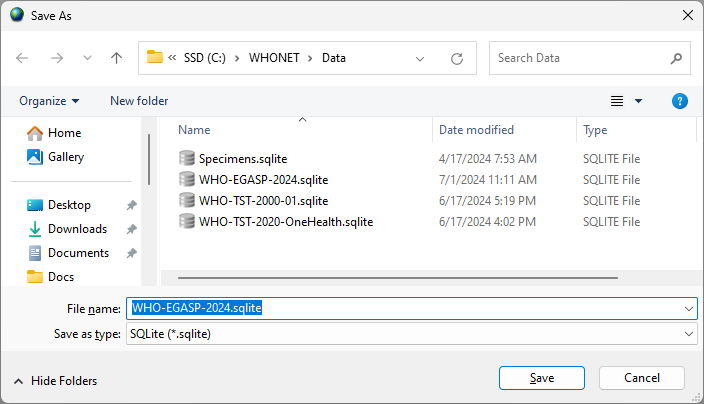 Save As
« SSD (C:) > WHONET > Data
Search Data
Organize
New folder
?
Home
Gallery
Desktop
Downloads
Documents
Docs
Name Date modified Type
Specimens.sqlite 4/17/2024 7:53 AM SQLITE File
WHO-EGASP-2024.sqlite 7/1/2024 11:11 AM SQLITE File
WHO-TST-2000-01.sqlite 6/17/2024 5:19 PM SQLITE File
WHO-TST-2020-OneHealth.sqlite 6/17/2024 4:02 PM SQLITE File
File name: WHO-EGASP-2024.sqlite
Save as type: SQLite (*.sqlite)
Hide Folders
Save
Cancel